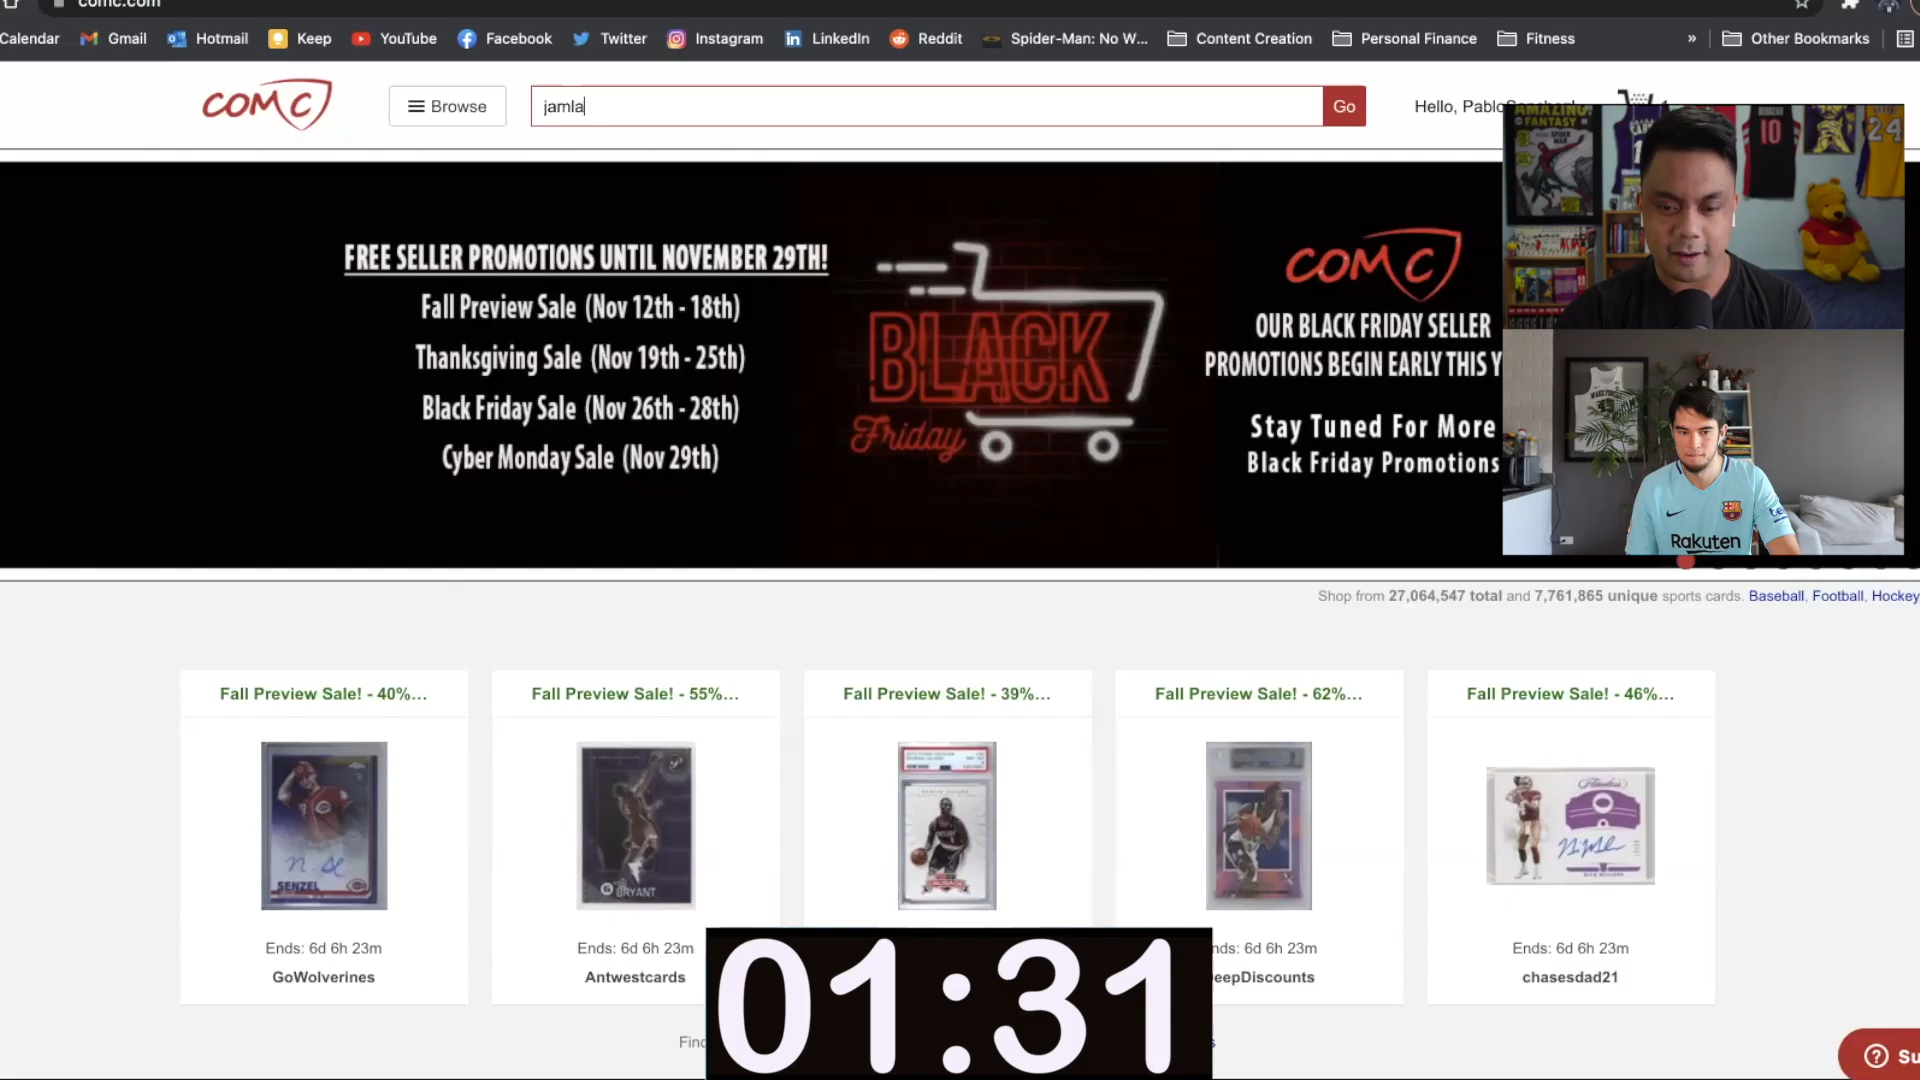 comc.com
Calendar Gmail Hotmail Keep YouTube Facebook Twitter Instagram LinkedIn Reddit Spider-Man: No W... Content Creation Personal Finance Fitness » Other Bookmarks
COMC Browse jamla Go Hello,
FREE SELLER PROMOTIONS UNTIL NOVEMBER 29TH!
Fall Preview Sale (Nov 12th - 18th)
Thanksgiving Sale (Nov 19th - 25th)
Black Friday Sale (Nov 26th - 28th)
Cyber Monday Sale (Nov 29th)
BLACK
Friday
COMC
OUR BLACK FRIDAY SELLER
PROMOTIONS BEGIN EARLY THIS Y
Stay Tuned For More
Black Friday Promotions
AMAZING
FANTASY
10
24
Rakuten
Shop from 27,064,547 total and 7,761,865 unique sports cards. Baseball, Football, Hockey
Fall Preview Sale! - 40%...
SENZEL
Ends: 6d 6h 23m
GoWolverines
Fall Preview Sale! - 55%...
BRYANT
Ends: 6d 6h 23m
Antwestcards
Fall Preview Sale! - 39%...
Fall Preview Sale! - 62%...
nds: 6d 6h 23m
eepDiscounts
Fall Preview Sale! - 46%...
Ends: 6d 6h 23m
chasesdad21
Find
01:31
Su